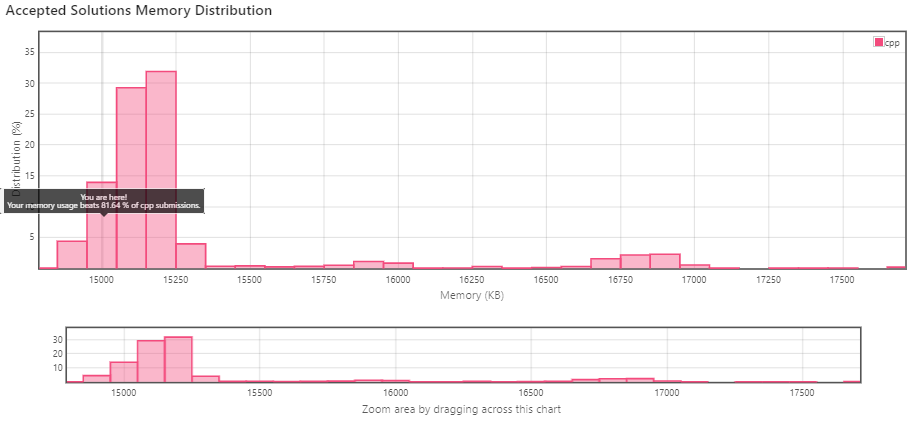 Accepted Solutions Memory Distribution
cpp
Distribution (%)
35
30
25
20
15
5
You are here!
Your memory usage beats 81.64 % of cpp submissions.
15000 15250 15500 15750 16000 16250 16500 16750 17000 17250 17500
Memory (KB)
30
20
10
15000 15500 16000 16500 17000 17500
Zoom area by dragging across this chart